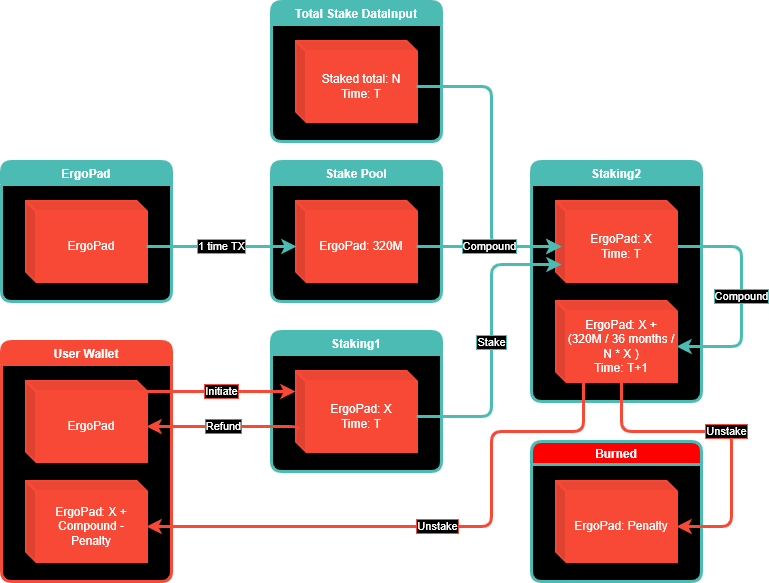 Total Stake DataInput
Staked total: N
Time: T
ErgoPad
ErgoPad
1 time TX
Stake Pool
ErgoPad: 320M
Compound
Staking2
ErgoPad: X
Time: T
Compound
ErgoPad: X +
(320M / 36 months /
N * X )
Time: T+1
User Wallet
ErgoPad
Initiate
Refund
Staking1
ErgoPad: X
Time: T
Stake
Unstake
Burned
ErgoPad: Penalty
ErgoPad: X +
Compound -
Penalty
Unstake